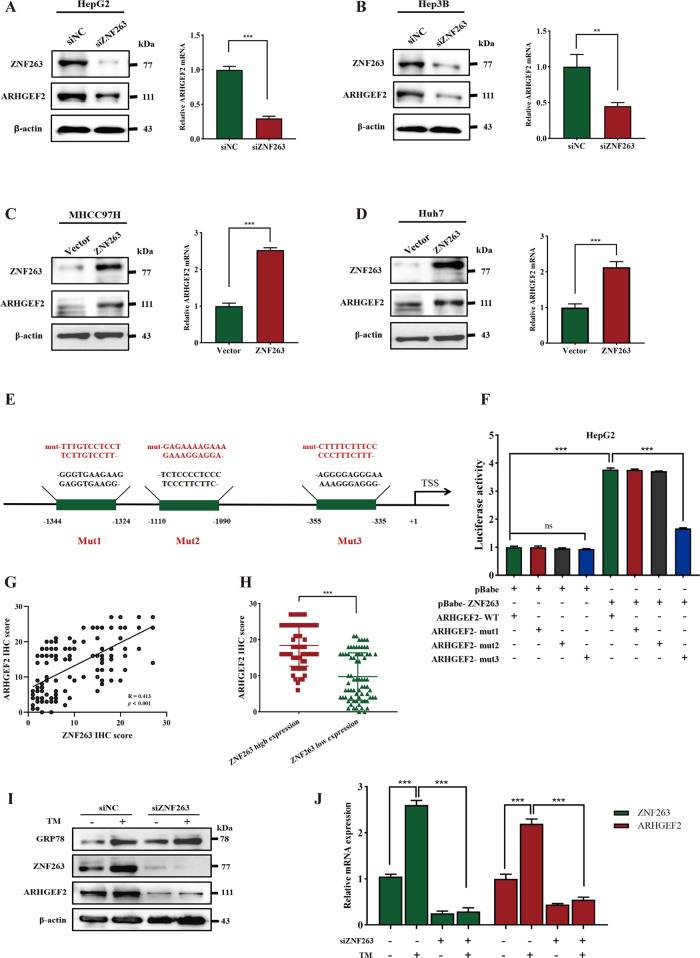 A
HepG2
siNC
siZNF263
kDa
ZNF263
77
ARHGEF2
111
β-actin
43
Relative ARHGEF2 mRNA
1.5
1.0
0.5
0.0
***
siNC
siZNF263
B
Hep3B
siNC
siZNF263
kDa
ZNF263
77
ARHGEF2
111
β-actin
43
Relative ARHGEF2 mRNA
1.5
1.0
0.5
0.0
**
siNC
siZNF263
C
MHCC97H
Vector
ZNF263
kDa
ZNF263
77
ARHGEF2
111
β-actin
43
Relative ARHGEF2 mRNA
3
2
1
0
***
Vector
ZNF263
D
Huh7
Vector
ZNF263
kDa
ZNF263
77
ARHGEF2
111
β-actin
43
Relative ARHGEF2 mRNA
3
2
1
0
***
Vector
ZNF263
E
mut-TTTGTCCTCCT
TCTTGTCCTT-
-GGGTGAAGAAG
GAGGTGAAGG-
-1344
-1324
Mut1
mut-GAGAAAAGAAA
GAAAGGAGGA-
-TCTCCCCTCCC
TCCCTTCTTC-
-1110
-1090
Mut2
mut-CTTTTCTTTCC
CCCTTTCTTT-
-AGGGGAGGGAA
AAAGGGAGGG-
-355
-335
Mut3
TSS
+1
F
HepG2
Luciferase activity
5
4
3
2
1
0
***
***
ns
pBabe + + + + - - - -
pBabe- ZNF263 - - - - + + + +
ARHGEF2- WT + - - - + - - -
ARHGEF2- mut1 - + - - - + - -
ARHGEF2- mut2 - - + - - - + -
ARHGEF2- mut3 - - - + - - - +
G
ARHGEF2 IHC score
30
20
10
0
0
10
20
30
R = 0.413
p < 0.001
ZNF263 IHC score
H
ARHGEF2 IHC score
30
20
10
0
***
ZNF263 high expression
ZNF263 low expression
I
siNC
siZNF263
TM - + - +
kDa
GRP78
78
ZNF263
77
ARHGEF2
111
β-actin
43
J
Relative mRNA expression
3
2
1
0
***
***
***
***
ZNF263
ARHGEF2
siZNF263 - - + + - - + +
TM - + - + - + - +